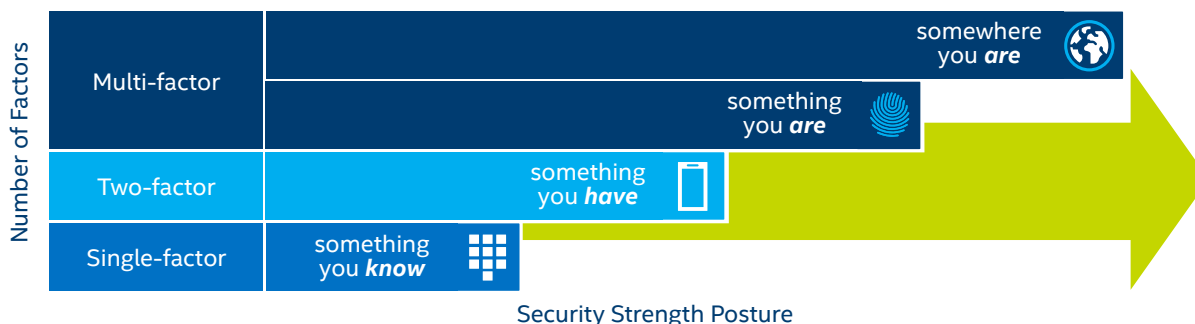 Number of Factors
Multi-factor
somewhere
you are
something
you are
Two-factor
something
you have
Single-factor
something
you know
Security Strength Posture